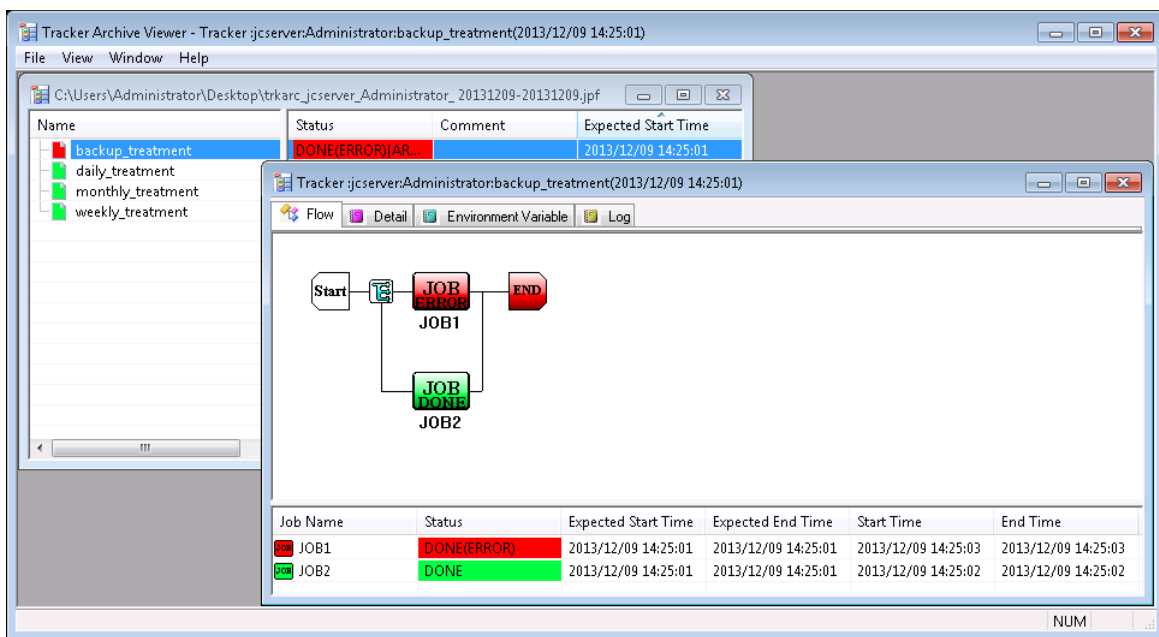 Tracker Archive Viewer - Tracker :jcserver:Administrator:backup_treatment(2013/12/09 14:25:01)
File View Window Help
C:\Users\Administrator\Desktop\trkarc_jcserver_Administrator_ 20131209-20131209.jpf
Name Status Comment Expected Start Time
backup_treatment DONE(ERROR)[AR... 2013/12/09 14:25:01
daily_treatment
monthly_treatment
weekly_treatment
Tracker :jcserver:Administrator:backup_treatment(2013/12/09 14:25:01)
Flow Detail Environment Variable Log
Start JOB END
ERROR
JOB1
JOB
DONE
JOB2
Job Name Status Expected Start Time Expected End Time Start Time End Time
JOB JOB1 DONE(ERROR) 2013/12/09 14:25:01 2013/12/09 14:25:01 2013/12/09 14:25:03 2013/12/09 14:25:03
JOB JOB2 DONE 2013/12/09 14:25:01 2013/12/09 14:25:01 2013/12/09 14:25:02 2013/12/09 14:25:02
NUM